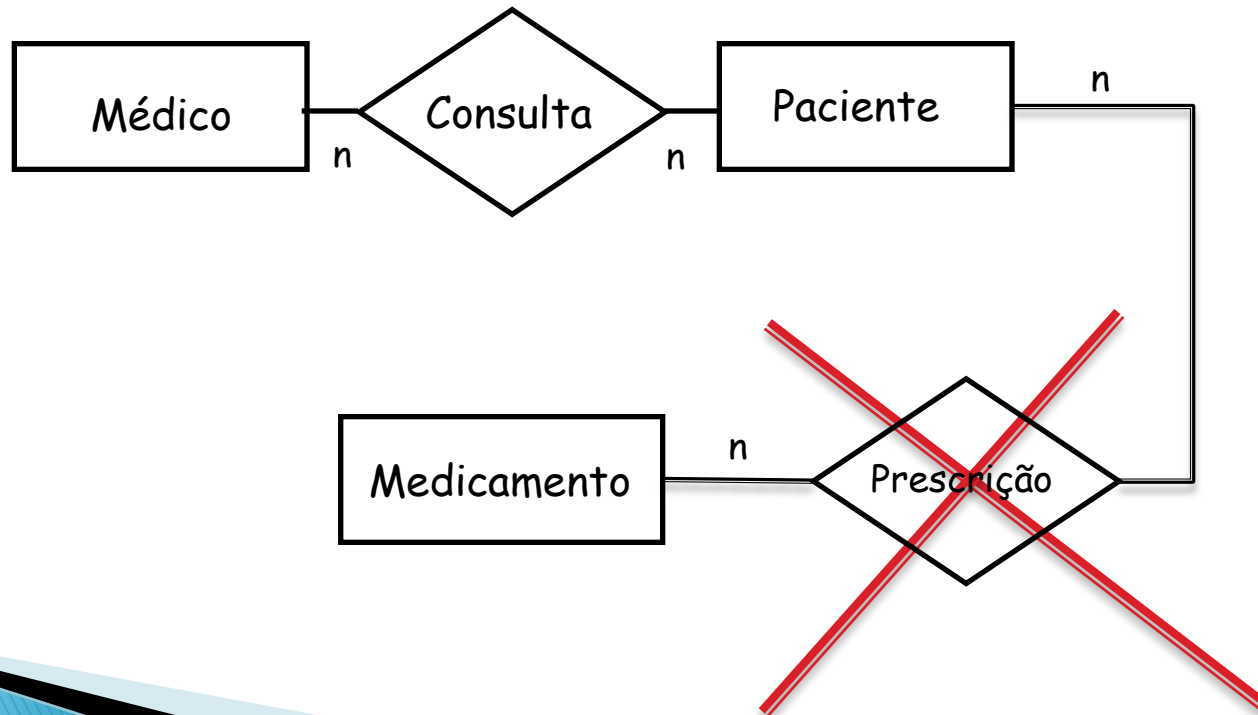 Médico
n
Consulta
n
Paciente
n
Medicamento
n
Prescrição